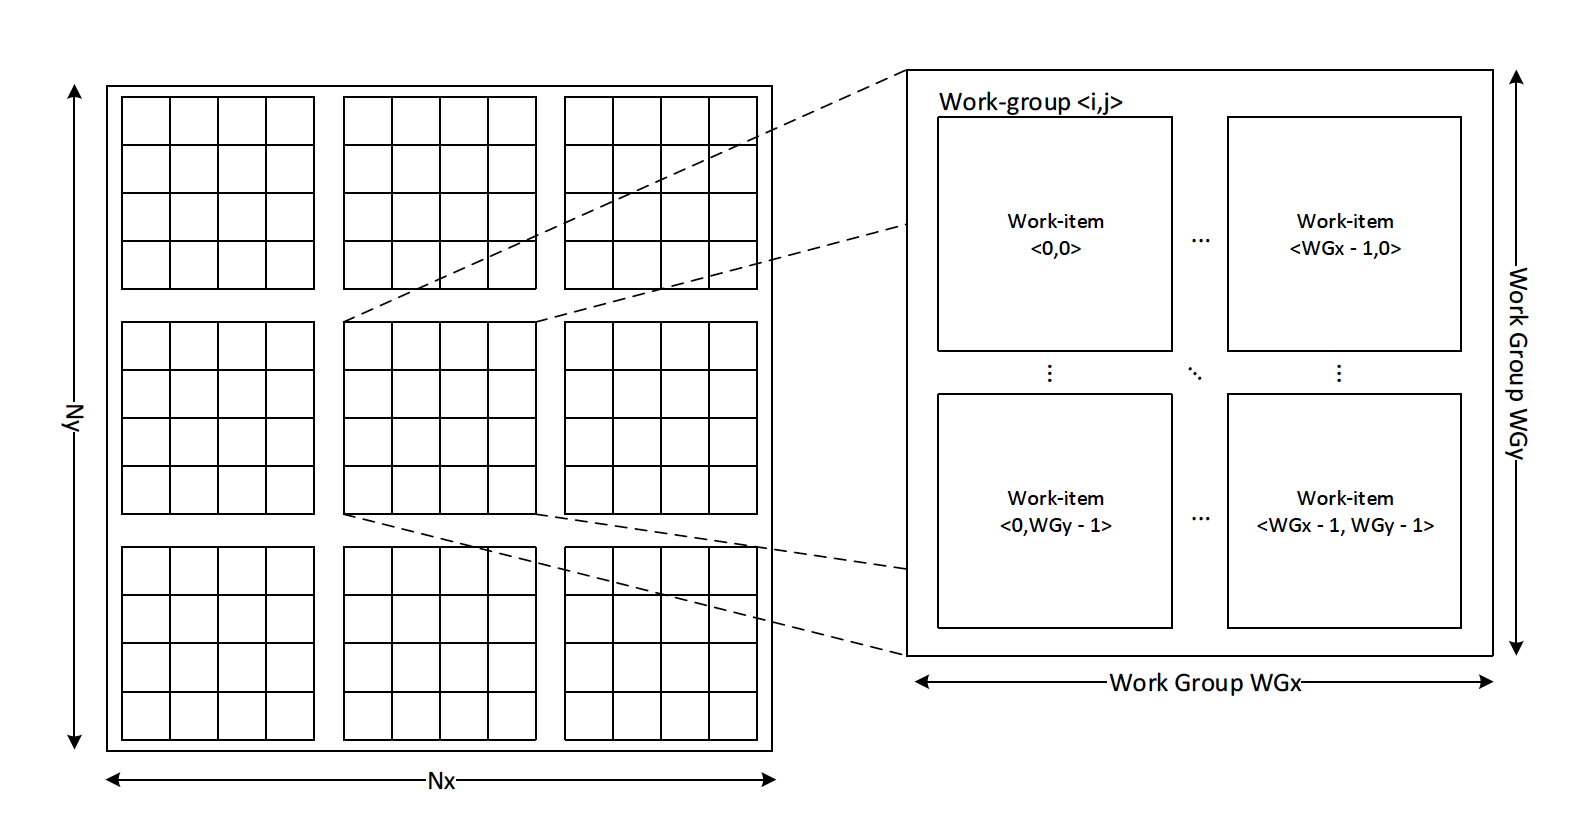 Ny
Nx
Work-group <i,j>
Work-item
<0,0>
...
Work-item
<WGx - 1,0>
Work-item
<0,WGy - 1>
...
Work-item
<WGx - 1, WGy - 1>
Work Group WGy
Work Group WGx